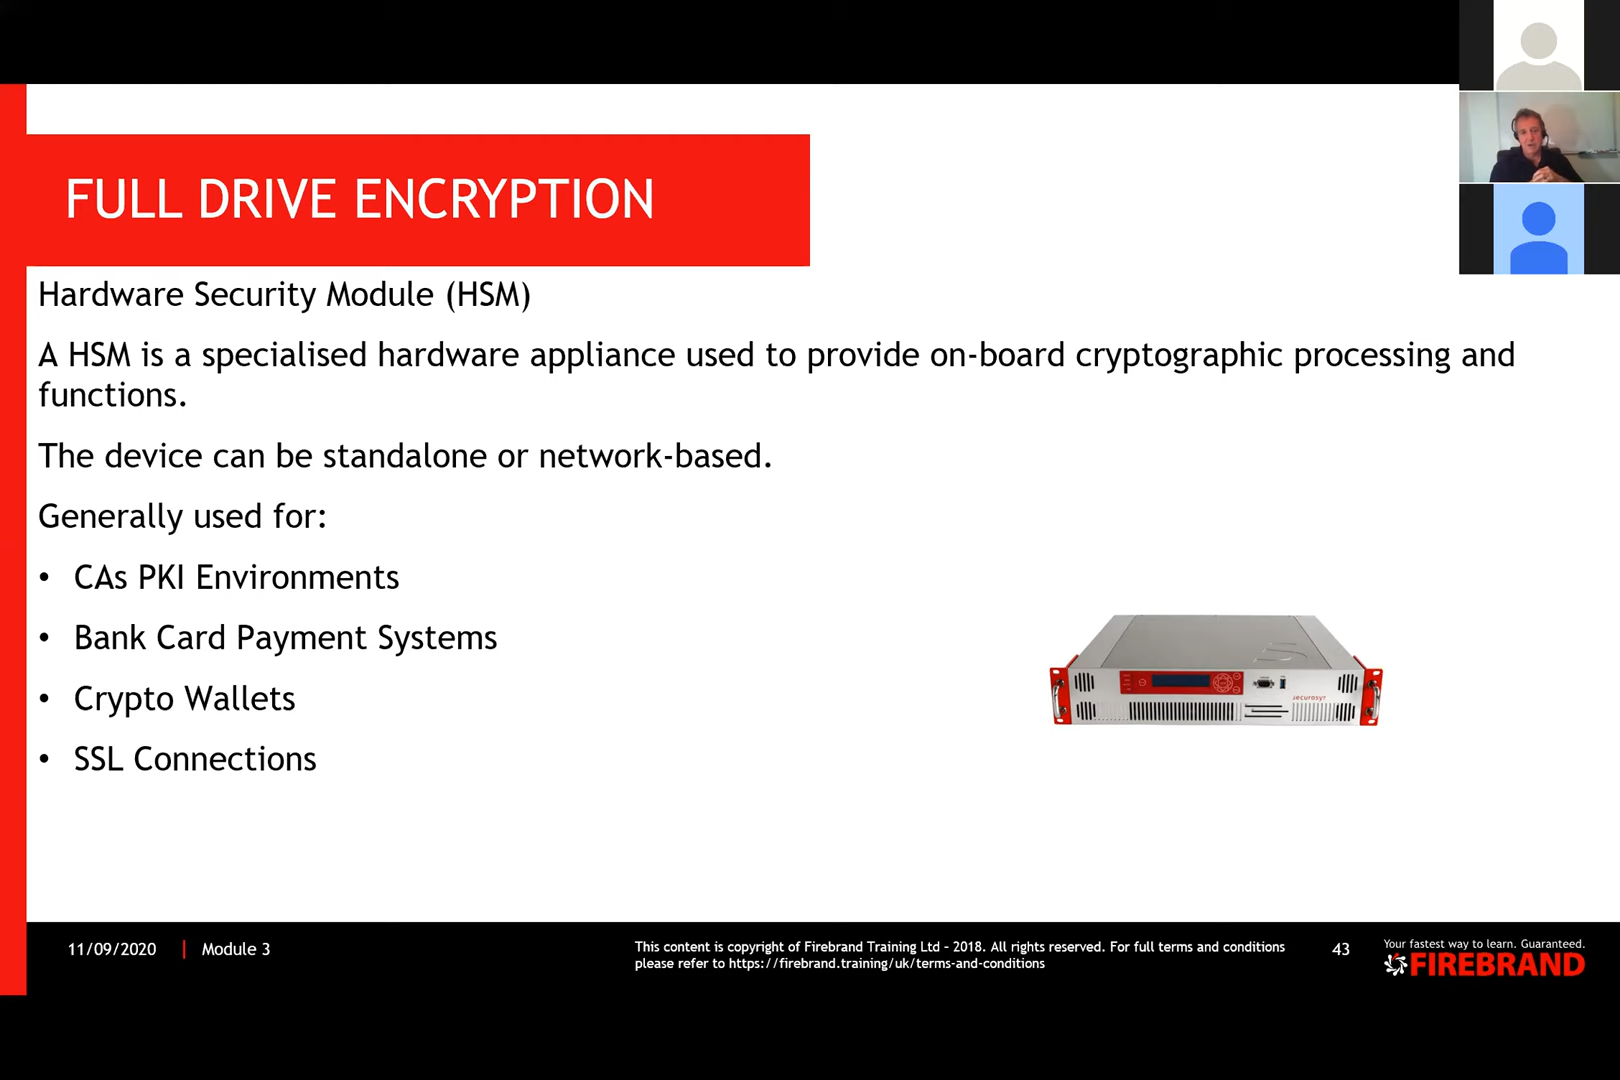 FULL DRIVE ENCRYPTION
Hardware Security Module (HSM)
A HSM is a specialised hardware appliance used to provide on-board cryptographic processing and
functions.
The device can be standalone or network-based.
Generally used for:
• CAs PKI Environments
• Bank Card Payment Systems
• Crypto Wallets
• SSL Connections
11/09/2020 | Module 3
This content is copyright of Firebrand Training Ltd – 2018. All rights reserved. For full terms and conditions
please refer to https://firebrand.training/uk/terms-and-conditions
43
Your fastest way to learn. Guaranteed.
FIREBRAND